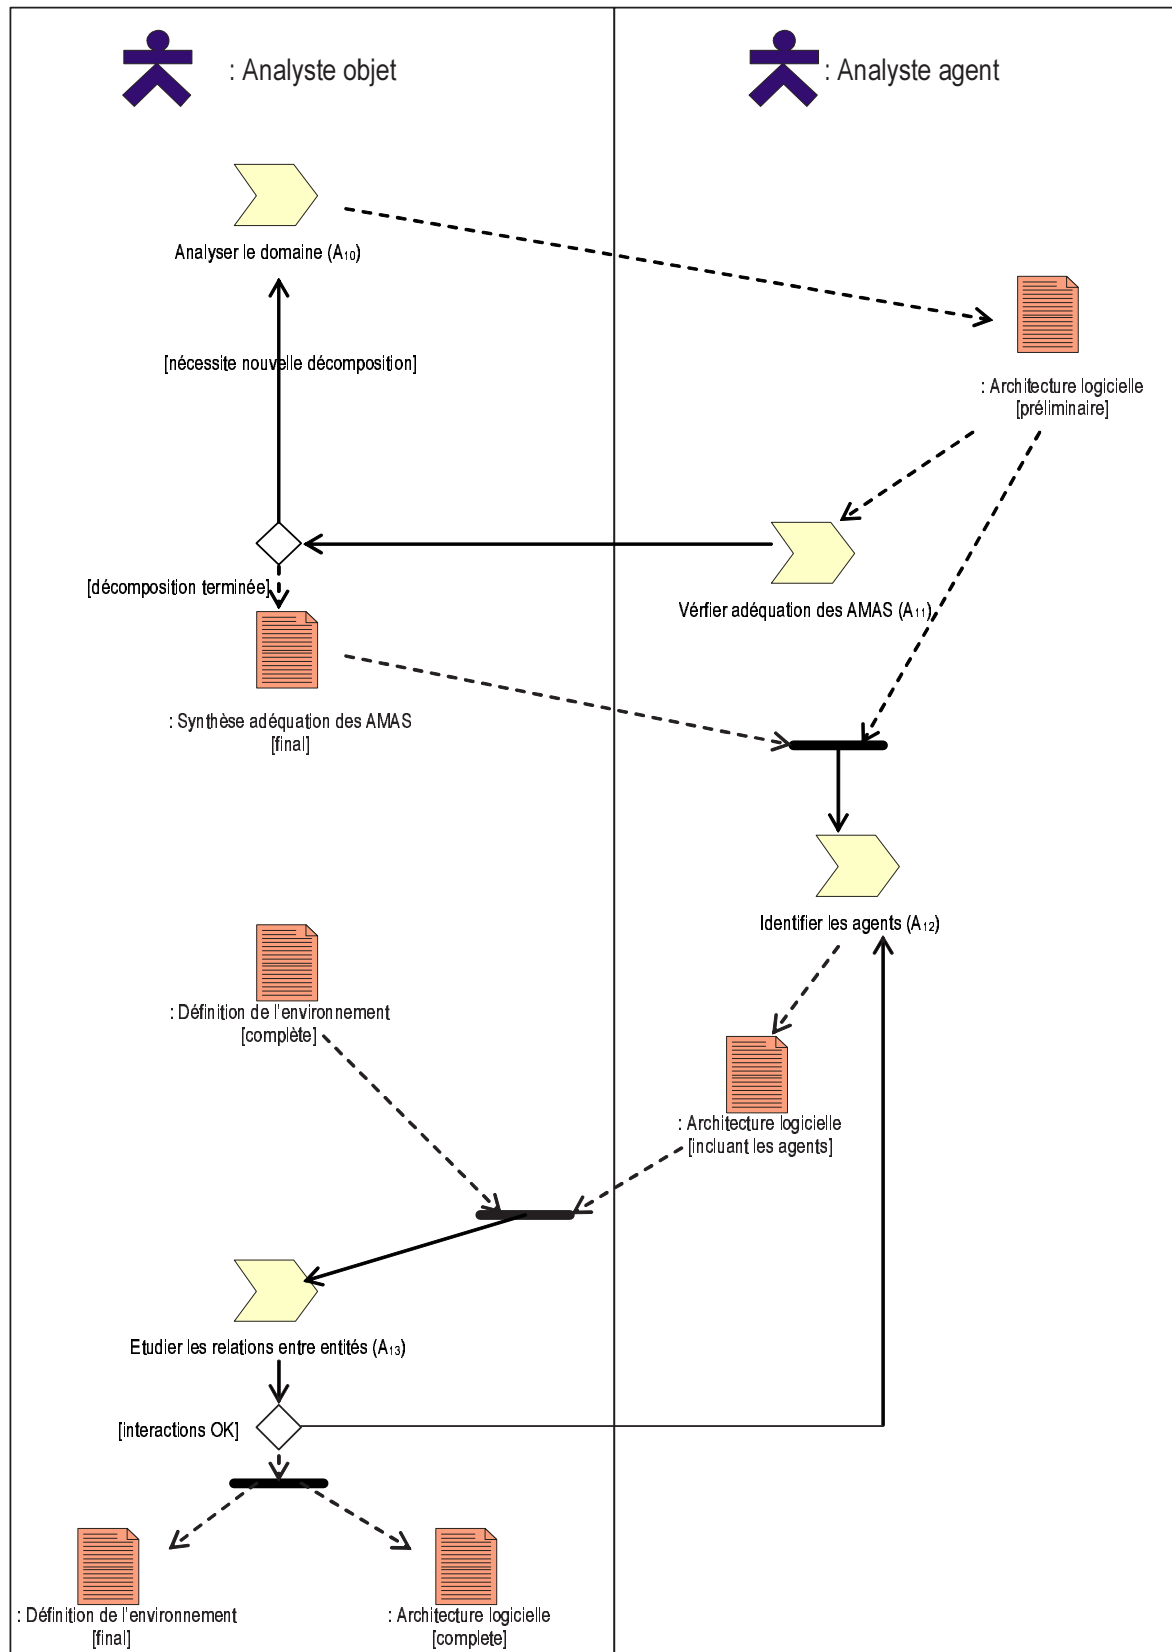 : Analyste objet
: Analyste agent
Analyser le domaine (A₁₀)
[nécessite nouvelle décomposition]
: Architecture logicielle
[préliminaire]
[décomposition terminée]
Vérfier adéquation des AMAS (A₁₁)
: Synthèse adéquation des AMAS
[final]
Identifier les agents (A₁₂)
: Définition de l'environnement
[complète]
: Architecture logicielle
[incluant les agents]
Etudier les relations entre entités (A₁₃)
[interactions OK]
: Définition de l'environnement
[final]
: Architecture logicielle
[complete]